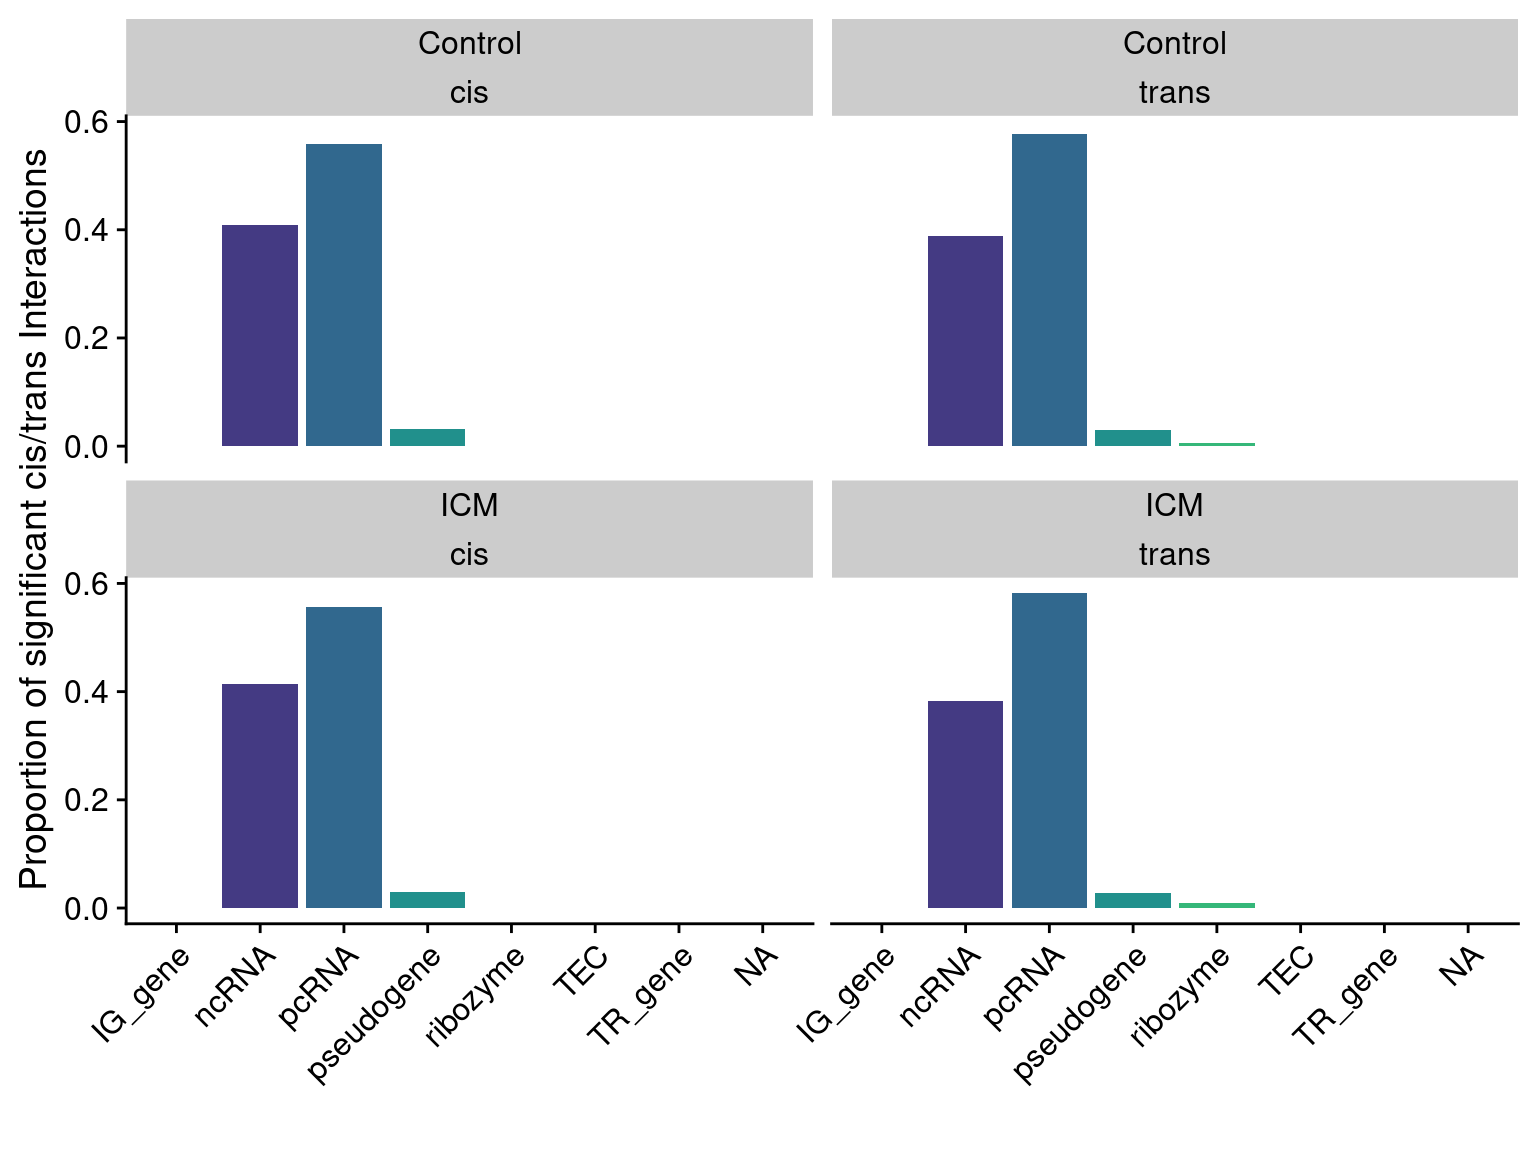 Proportion of significant cis/trans Interactions
Control
cis
Control
trans
0.6
0.4
0.2
0.0
ICM
cis
ICM
trans
0.6
0.4
0.2
0.0
IG_gene
ncRNA
pcRNA
pseudogene
ribozyme
TEC
TR_gene
NA
IG_gene
ncRNA
pcRNA
pseudogene
ribozyme
TEC
TR_gene
NA